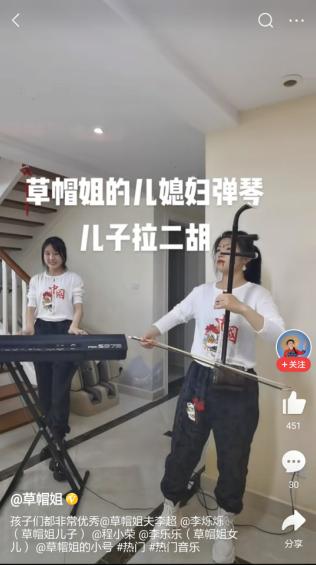 草帽姐的儿媳妇弹琴
儿子拉二胡
中国
中国
关注
451
30
@草帽姐
孩子们都非常优秀@草帽姐夫李超 @李烁烁
（草帽姐儿子）@程小荣 @李乐乐（草帽姐女
儿）@草帽姐的小号 #热门 #热门音乐